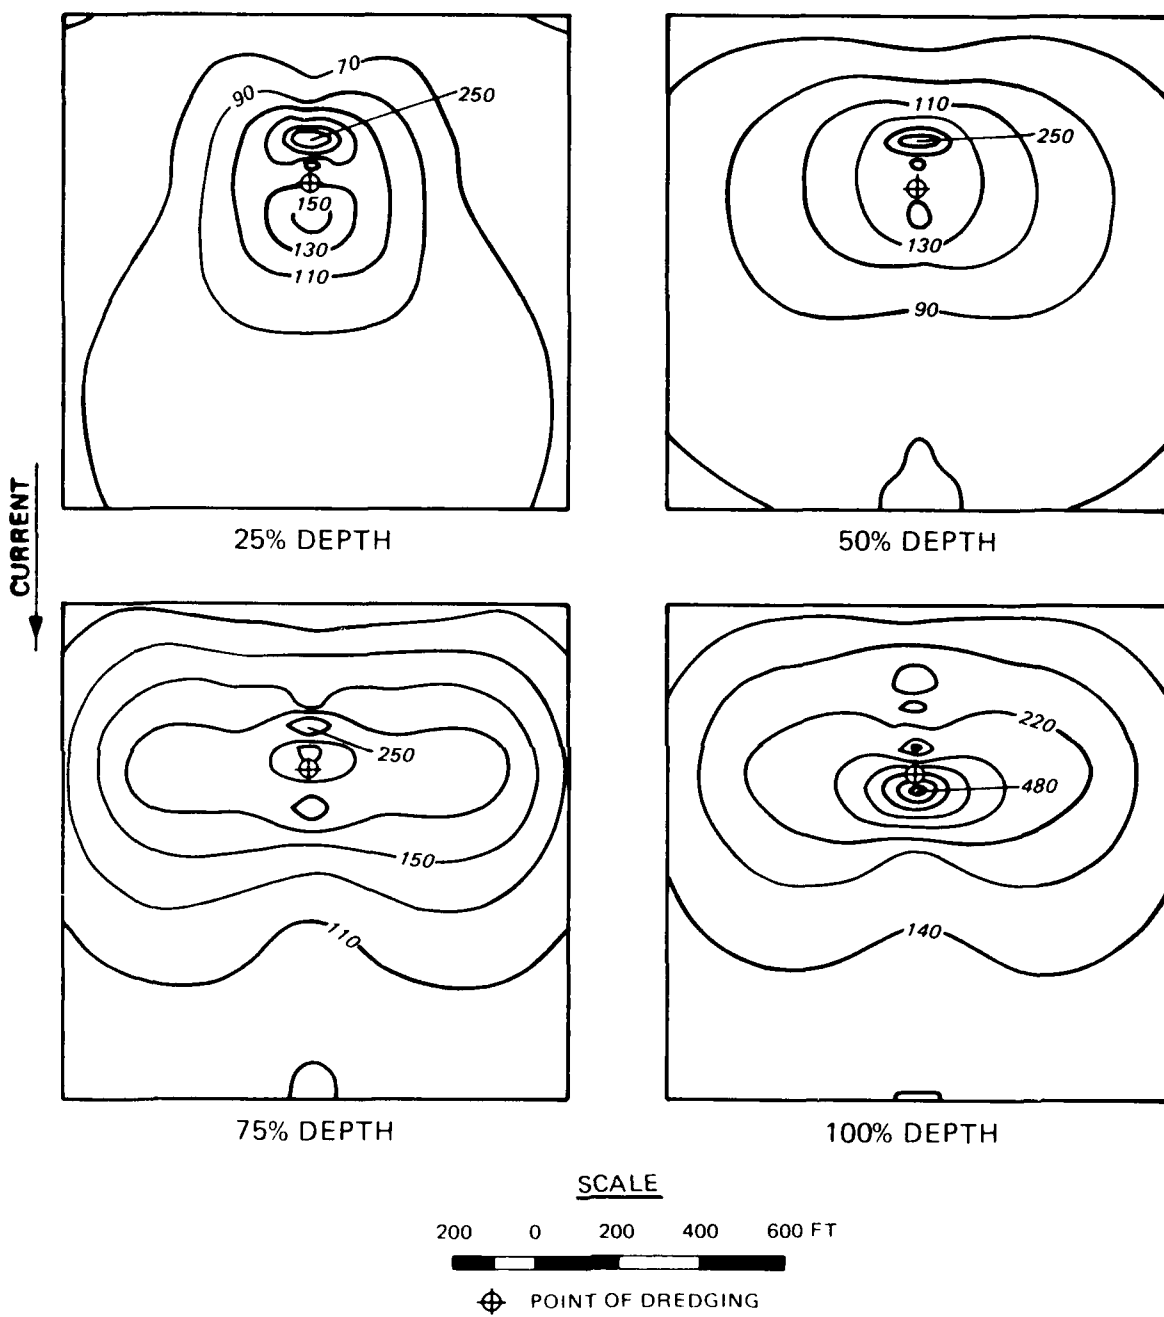 70
90
250
150
130
110
25% DEPTH
110
250
130
90
50% DEPTH
CURRENT
250
150
110
75% DEPTH
220
480
140
100% DEPTH
SCALE
200 0 200 400 600 FT
POINT OF DREDGING